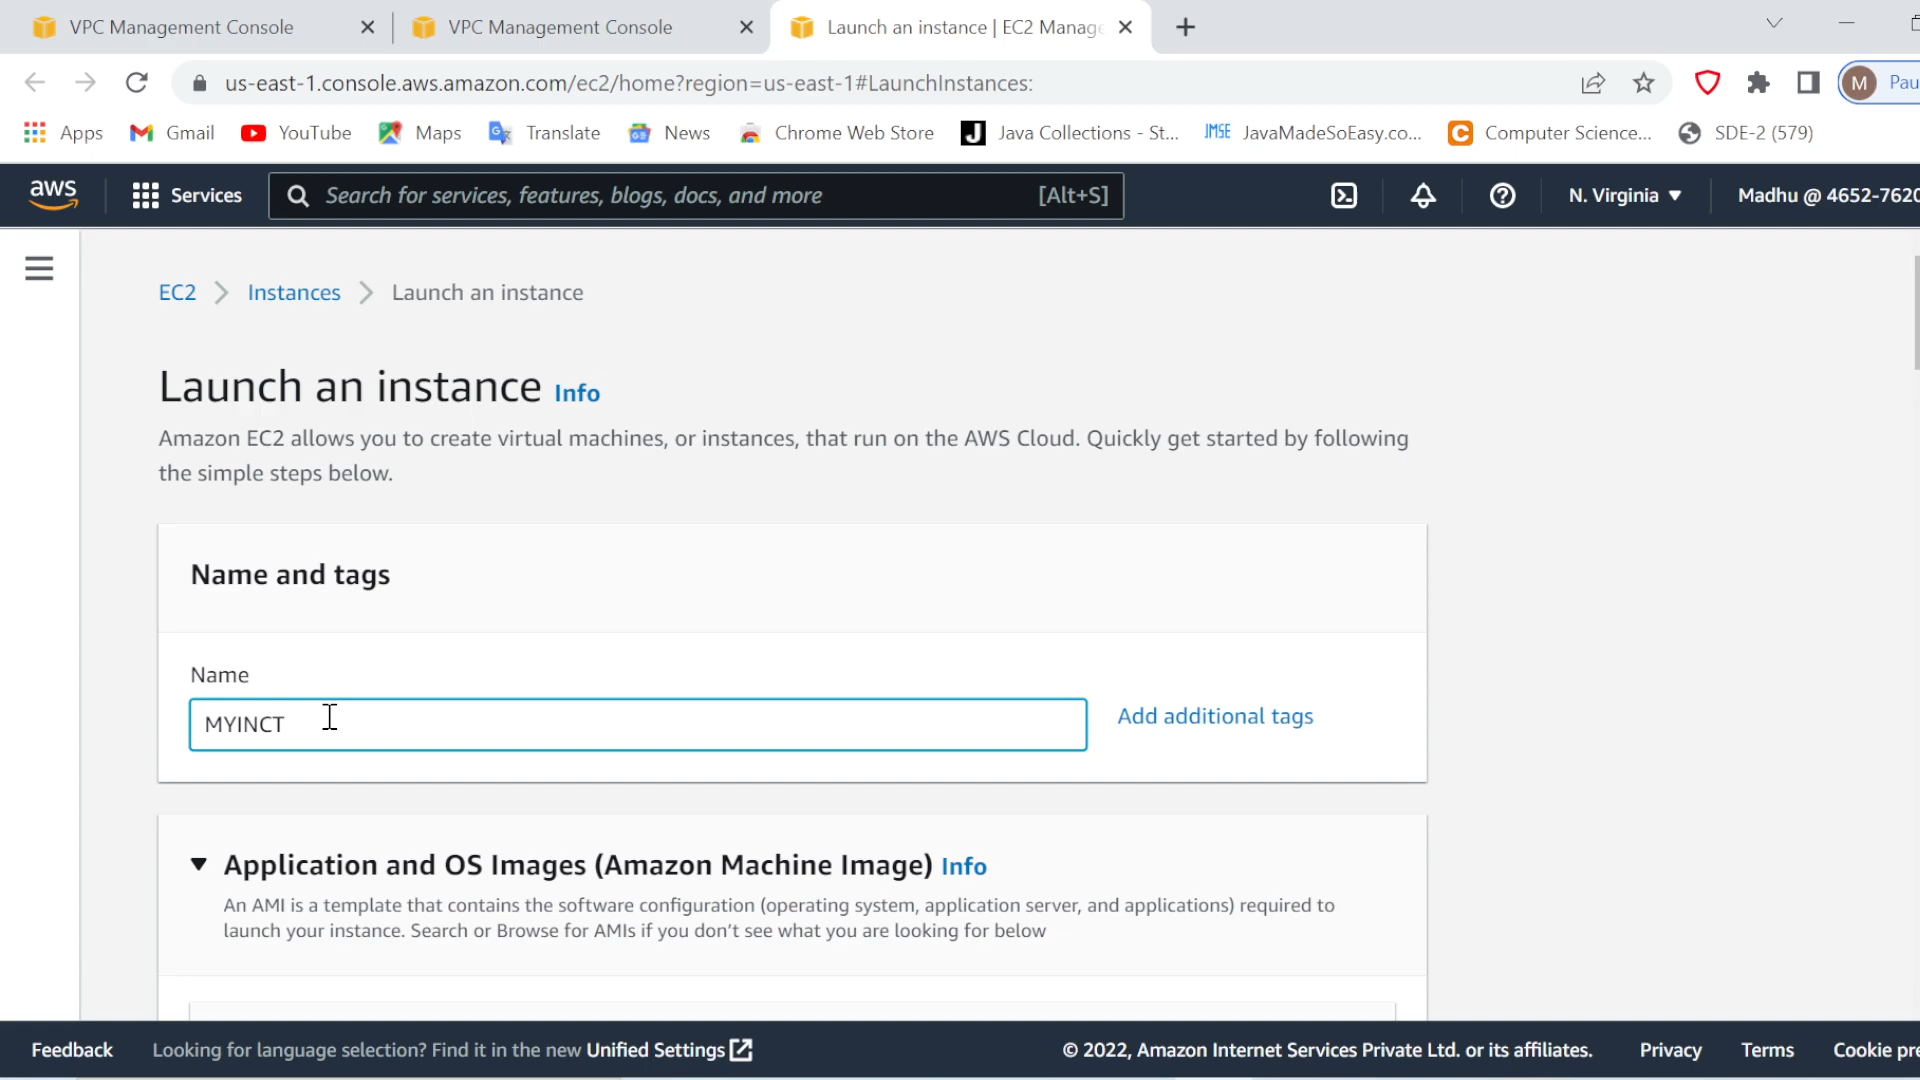 VPC Management Console
VPC Management Console
Launch an instance | EC2 Manage
us-east-1.console.aws.amazon.com/ec2/home?region=us-east-1#LaunchInstances:
M Pau
Apps Gmail YouTube Maps Translate News Chrome Web Store Java Collections - St... JMSE JavaMadeSoEasy.co... Computer Science... SDE-2 (579)
aws Services Search for services, features, blogs, docs, and more [Alt+S] N. Virginia Madhu @ 4652-7620
EC2 Instances Launch an instance
Launch an instance Info
Amazon EC2 allows you to create virtual machines, or instances, that run on the AWS Cloud. Quickly get started by following
the simple steps below.
Name and tags
Name
MYINCT
Add additional tags
Application and OS Images (Amazon Machine Image) Info
An AMI is a template that contains the software configuration (operating system, application server, and applications) required to
launch your instance. Search or Browse for AMIs if you don't see what you are looking for below
Feedback Looking for language selection? Find it in the new Unified Settings © 2022, Amazon Internet Services Private Ltd. or its affiliates. Privacy Terms Cookie pre